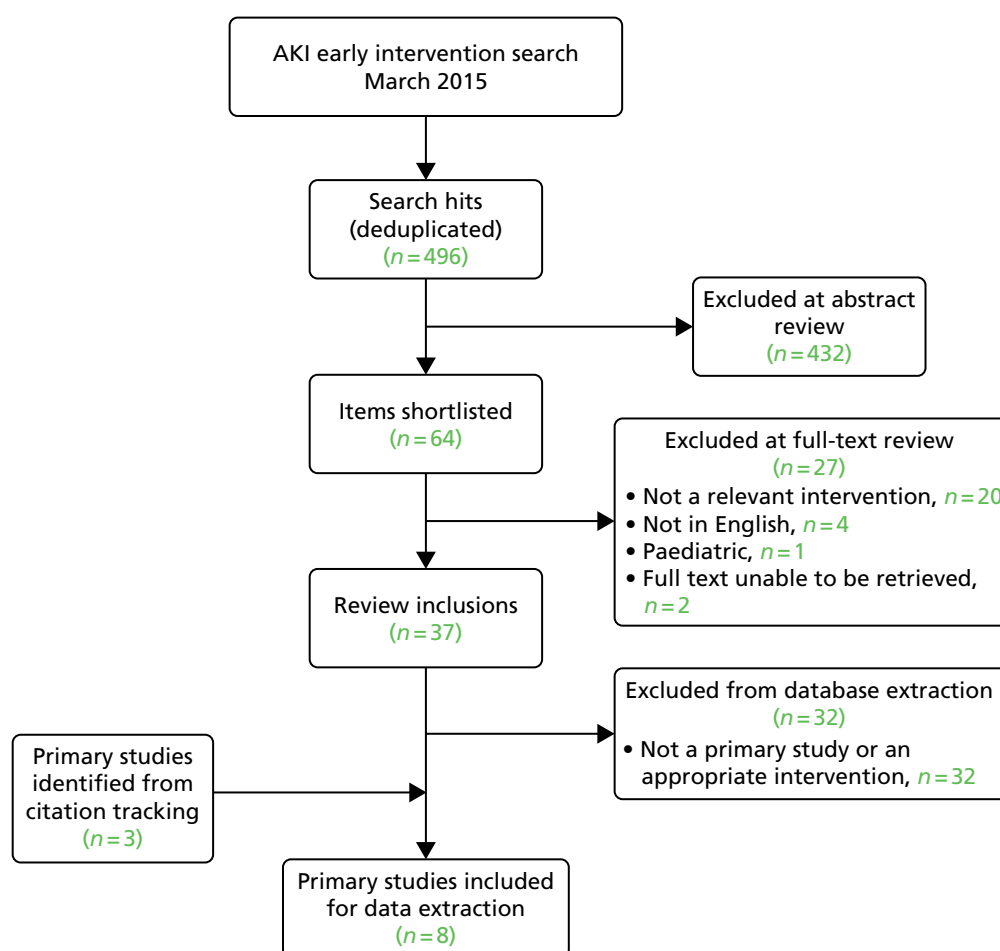 AKI early intervention search
March 2015
Search hits
(deduplicated)
(n = 496)
Excluded at abstract
review
(n = 432)
Items shortlisted
(n = 64)
Excluded at full-text review
(n = 27)
• Not a relevant intervention, n = 20
• Not in English, n = 4
• Paediatric, n = 1
• Full text unable to be retrieved,
n = 2
Review inclusions
(n = 37)
Excluded from database extraction
(n = 32)
• Not a primary study or an
appropriate intervention, n = 32
Primary studies
identified from
citation tracking
(n = 3)
Primary studies included
for data extraction
(n = 8)